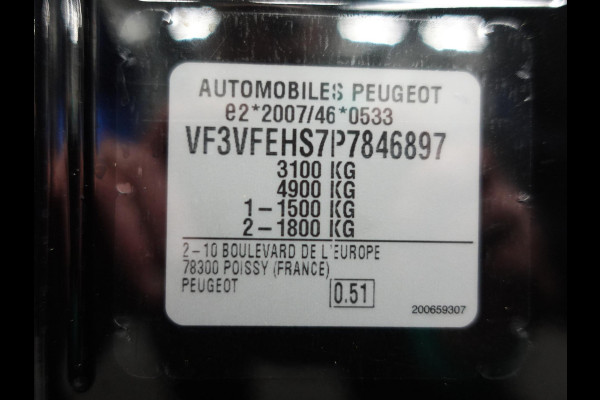 AUTOMOBILES PEUGEOT
e2*2007/46*0533
VF3VFEHS7P7846897
3100 KG
4900 KG
1-1500 KG
2-1800 KG
2-10 BOULEVARD DE L'EUROPE
78300 POISSY (FRANCE)
PEUGEOT
0.51
200659307